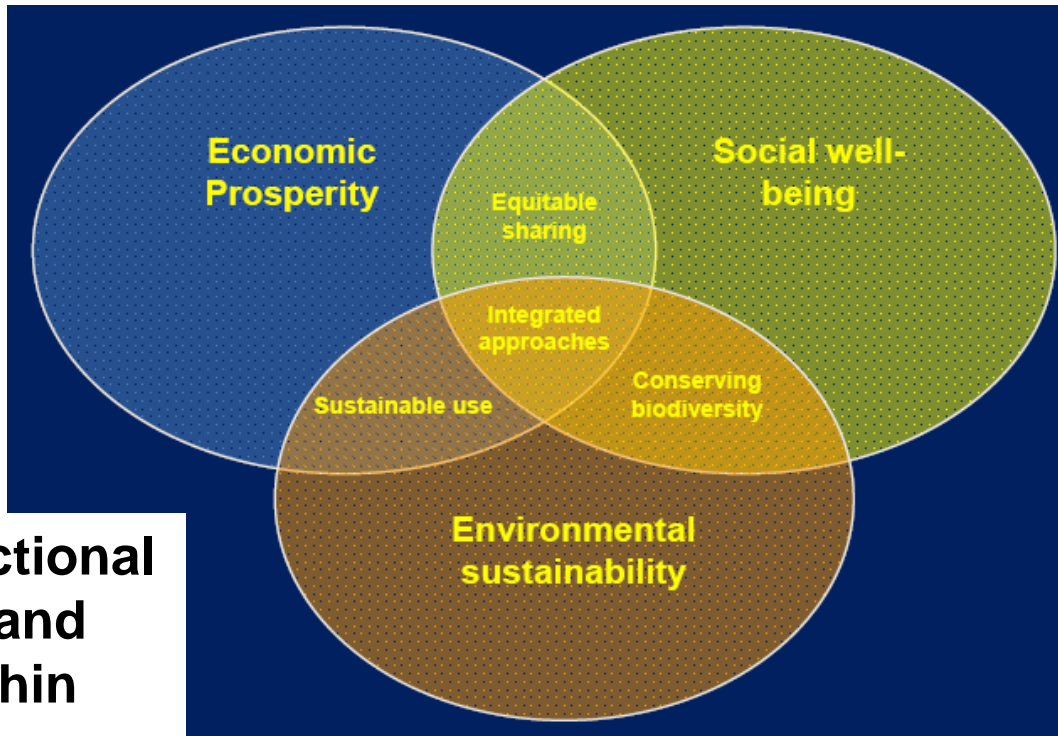 Economic
Prosperity
Social well-
being
Equitable
sharing
Integrated
approaches
Sustainable use
Conserving
biodiversity
Environmental
sustainability
ctional
and
hin